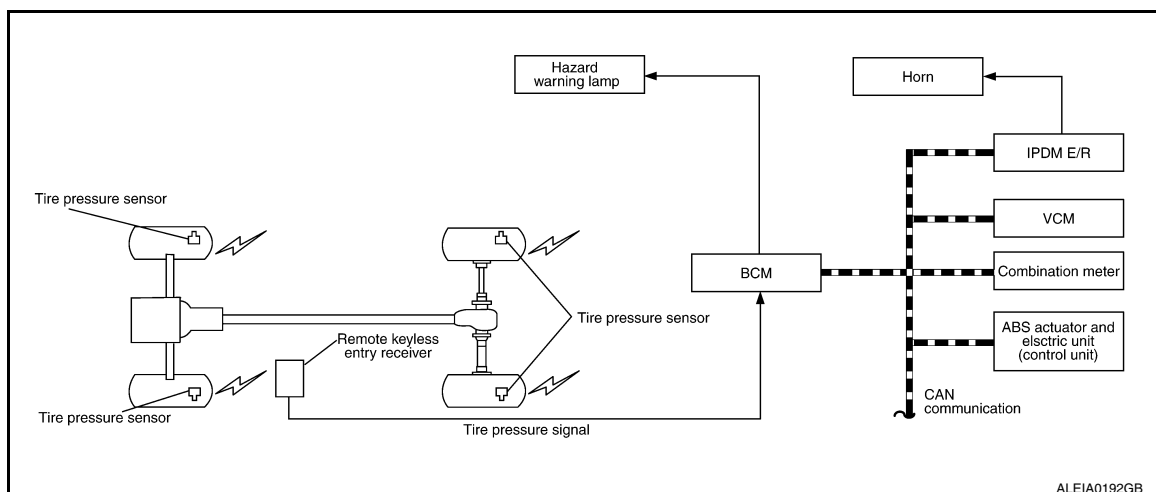 Hazard
warning lamp
Horn
IPDM E/R
Tire pressure sensor
VCM
BCM
Combination meter
Tire pressure sensor
Remote keyless
entry receiver
ABS actuator and
elsctric unit
(control unit)
Tire pressure sensor
CAN
communication
Tire pressure signal
ALEIA0192GB